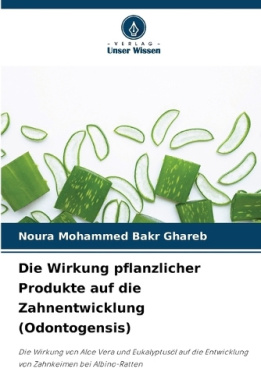 VERLAG
Unser Wissen
Noura Mohammed Bakr Ghareb
Die Wirkung pflanzlicher
Produkte auf die
Zahnentwicklung
(Odontogensis)
Die Wirkung von Aloe Vera und Eukalyptusöl auf die Entwicklung
von Zahnkeimen bei Albino-Ratten